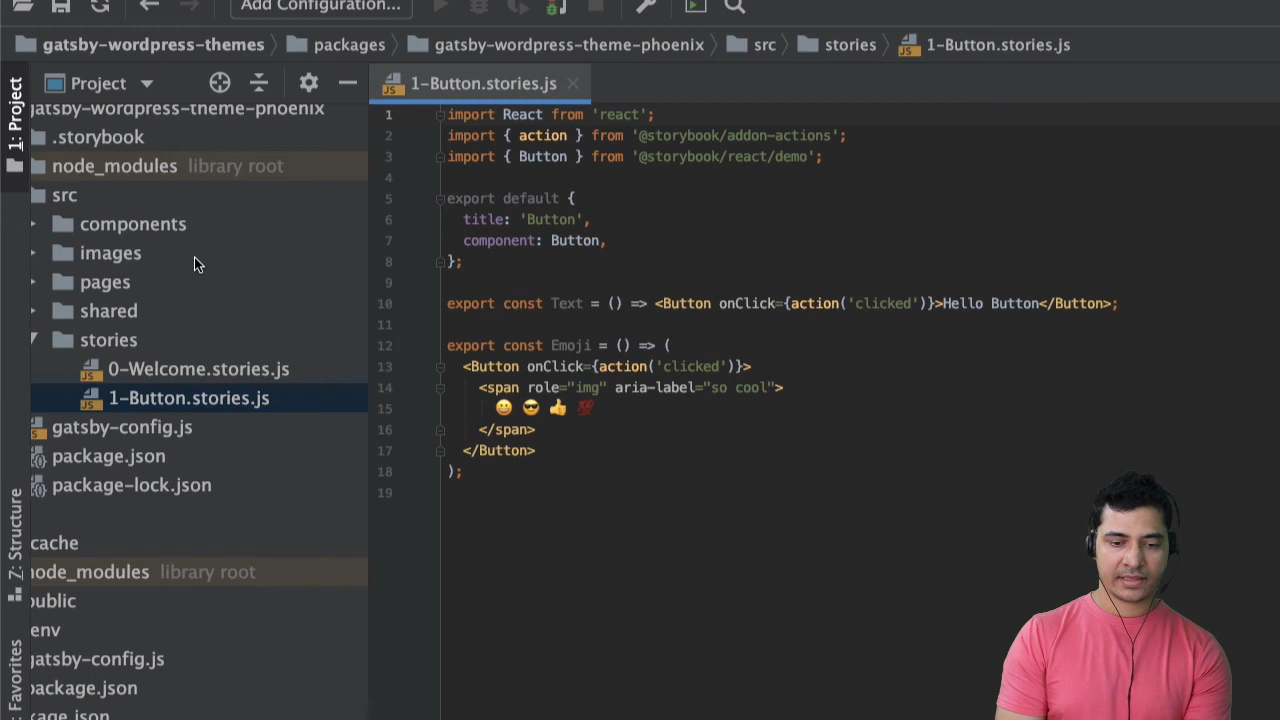 Add Configuration...
gatsby-wordpress-themes packages gatsby-wordpress-theme-phoenix src stories 1-Button.stories.js
1: Project
Z: Structure
Favorites
Project
gatsby-wordpress-theme-phoenix
.storybook
node_modules library root
src
components
images
pages
shared
stories
0-Welcome.stories.js
1-Button.stories.js
gatsby-config.js
package.json
package-lock.json
cache
node_modules library root
public
env
gatsby-config.js
package.json
1-Button.stories.js
1 import React from 'react';
2 import { action } from '@storybook/addon-actions';
3 import { Button } from '@storybook/react/demo';
4
5 export default {
6 title: 'Button',
7 component: Button,
8 };
9
10 export const Text = () => <Button onClick={action('clicked')}>Hello Button</Button>;
11
12 export const Emoji = () => (
13 <Button onClick={action('clicked')}>
14 <span role="img" aria-label="so cool">
15 😀 😎 👍 💯
16 </span>
17 </Button>
18 );
19